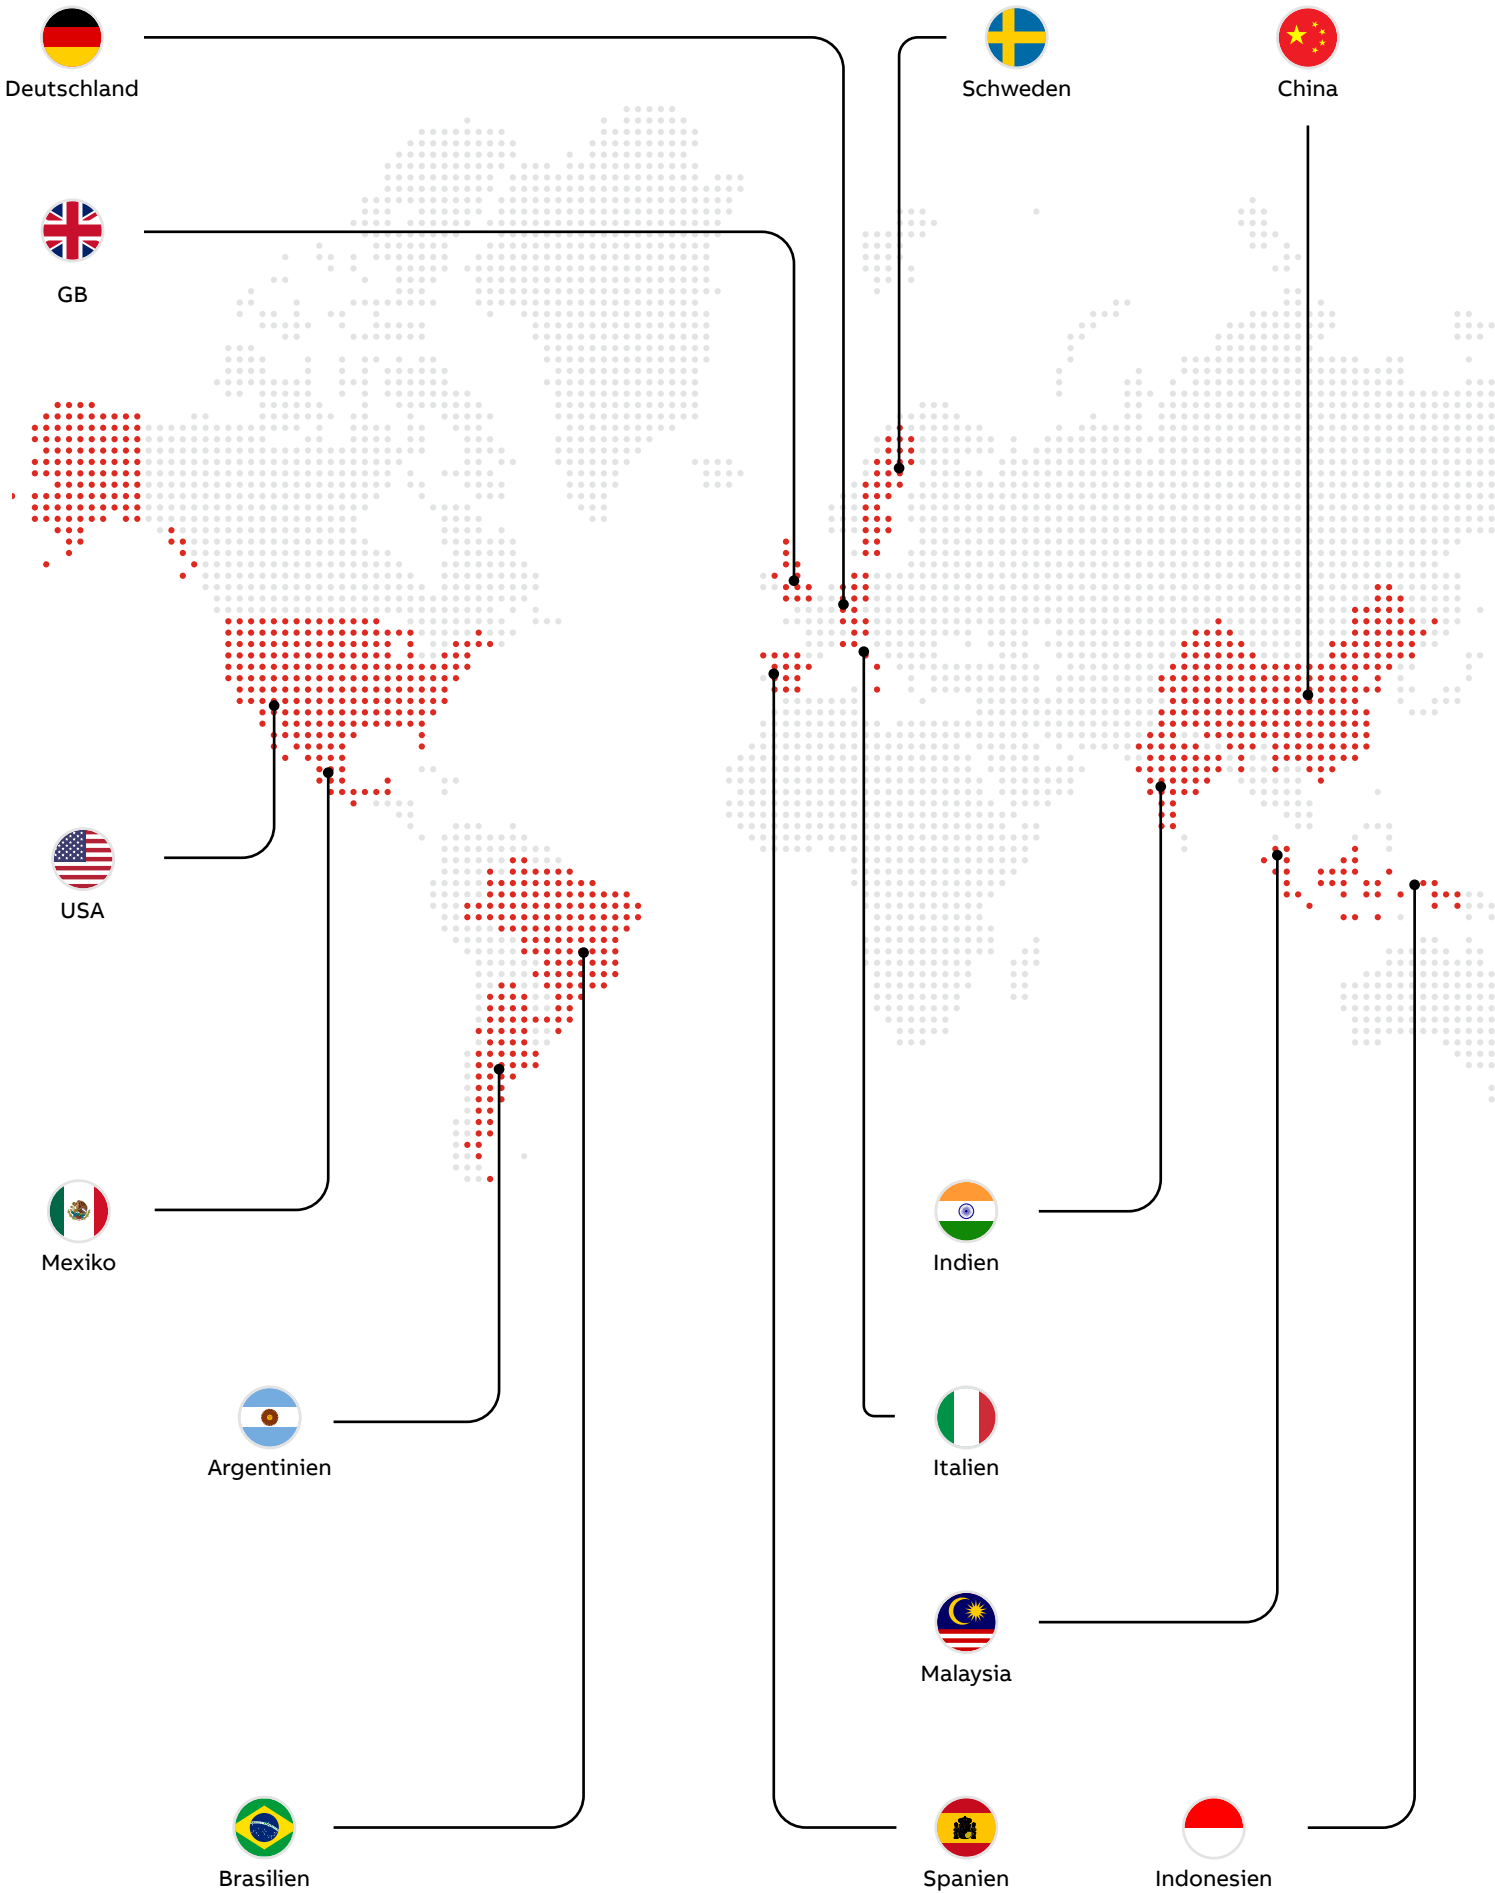 Deutschland
Schweden
China
GB
USA
Mexiko
Indien
Argentinien
Italien
Malaysia
Brasilien
Spanien
Indonesien